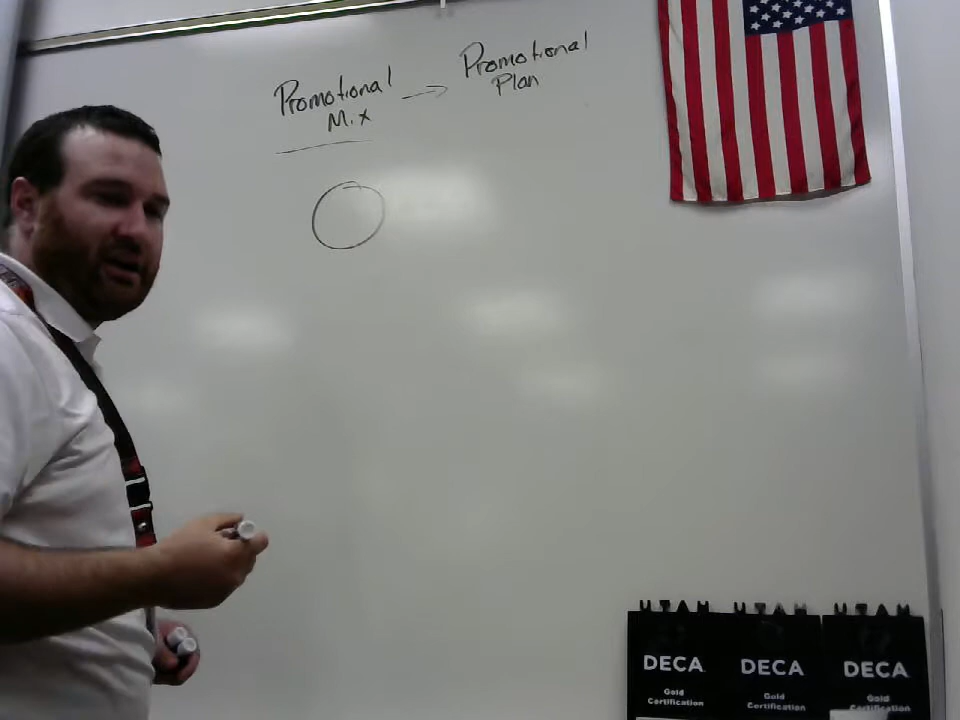 Promotional
Mix
→
Promotional
Plan
UTAH
DECA
Gold
Certification
UTAH
DECA
Gold
Certification
UTAH
DECA
Gold
Certification